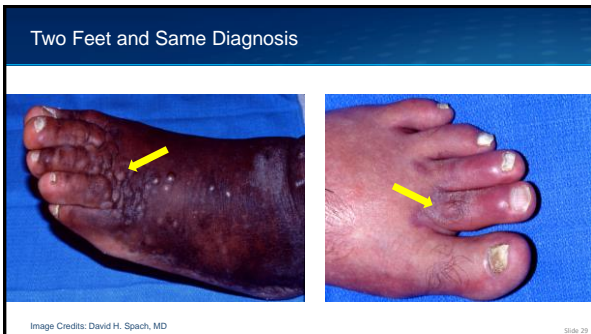 Two Feet and Same Diagnosis
Image Credits: David H. Spach, MD
Slide 29